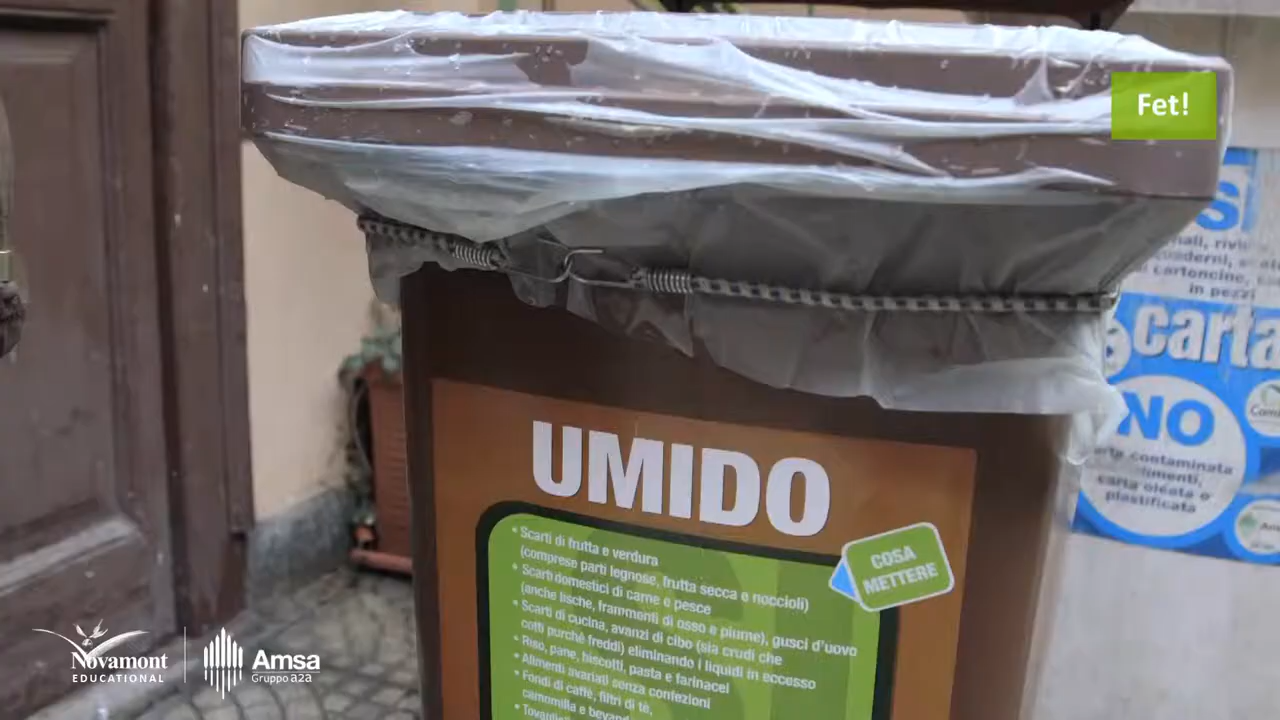 Fet!
S
in pezzi
carta
NO
carta oleata o
plastificata
UMIDO
COSA
METTERE
• Scarti di frutta e verdura
(comprese parti legnose, frutta secca e noccioli)
• Scarti domestici di carne e pesce
(anche lische, frammenti di osso e piume), gusci d'uovo
• Scarti di cucina, avanzi di cibo (sia crudi che
cotti purché freddi) eliminando i liquidi in eccesso
• Riso, pane, biscotti, pasta e farinacei
• Alimenti avariati senza confezioni
• Fondi di caffè, filtri di tè,
camomilla e bevand
• Tovagliol
Novamont
EDUCATIONAL
Amsa
Gruppo a2a